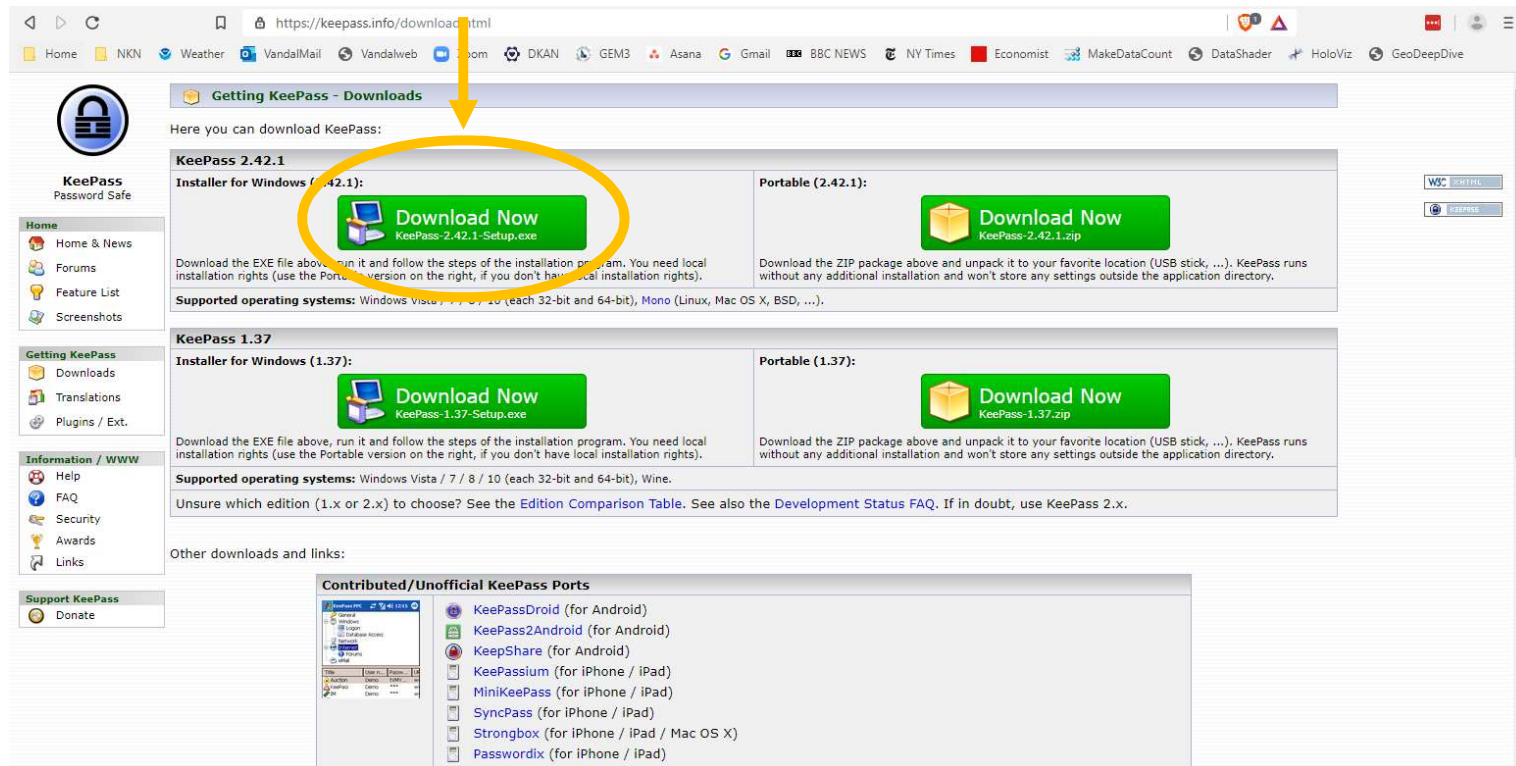 https://keepass.info/download.html
Home NKN Weather VandalMail Vandalweb Zoom DKAN GEM3 Asana Gmail BBC NEWS NY Times Economist MakeDataCount DataShader HoloViz GeoDeepDive
Getting KeePass - Downloads
Here you can download KeePass:
KeePass
Password Safe
Home
Home & News
Forums
Feature List
Screenshots
Getting KeePass
Downloads
Translations
Plugins / Ext.
Information / WWW
Help
FAQ
Security
Awards
Links
Support KeePass
Donate
KeePass 2.42.1
Installer for Windows (2.42.1):
Download Now
KeePass-2.42.1-Setup.exe
Download the EXE file above, run it and follow the steps of the installation program. You need local
installation rights (use the Portable version on the right, if you don't have local installation rights).
Portable (2.42.1):
Download Now
KeePass-2.42.1.zip
Download the ZIP package above and unpack it to your favorite location (USB stick, ...). KeePass runs
without any additional installation and won't store any settings outside the application directory.
Supported operating systems: Windows Vista / 7 / 8 / 10 (each 32-bit and 64-bit), Mono (Linux, Mac OS X, BSD, ...).
KeePass 1.37
Installer for Windows (1.37):
Download Now
KeePass-1.37-Setup.exe
Download the EXE file above, run it and follow the steps of the installation program. You need local
installation rights (use the Portable version on the right, if you don't have local installation rights).
Portable (1.37):
Download Now
KeePass-1.37.zip
Download the ZIP package above and unpack it to your favorite location (USB stick, ...). KeePass runs
without any additional installation and won't store any settings outside the application directory.
Supported operating systems: Windows Vista / 7 / 8 / 10 (each 32-bit and 64-bit), Wine.
Unsure which edition (1.x or 2.x) to choose? See the Edition Comparison Table. See also the Development Status FAQ. If in doubt, use KeePass 2.x.
Other downloads and links:
Contributed/Unofficial KeePass Ports
KeePassDroid (for Android)
KeePass2Android (for Android)
KeepShare (for Android)
KeePassium (for iPhone / iPad)
MiniKeePass (for iPhone / iPad)
SyncPass (for iPhone / iPad)
Strongbox (for iPhone / iPad / Mac OS X)
Passwordix (for iPhone / iPad)
W3C XHTML
KEEPASS